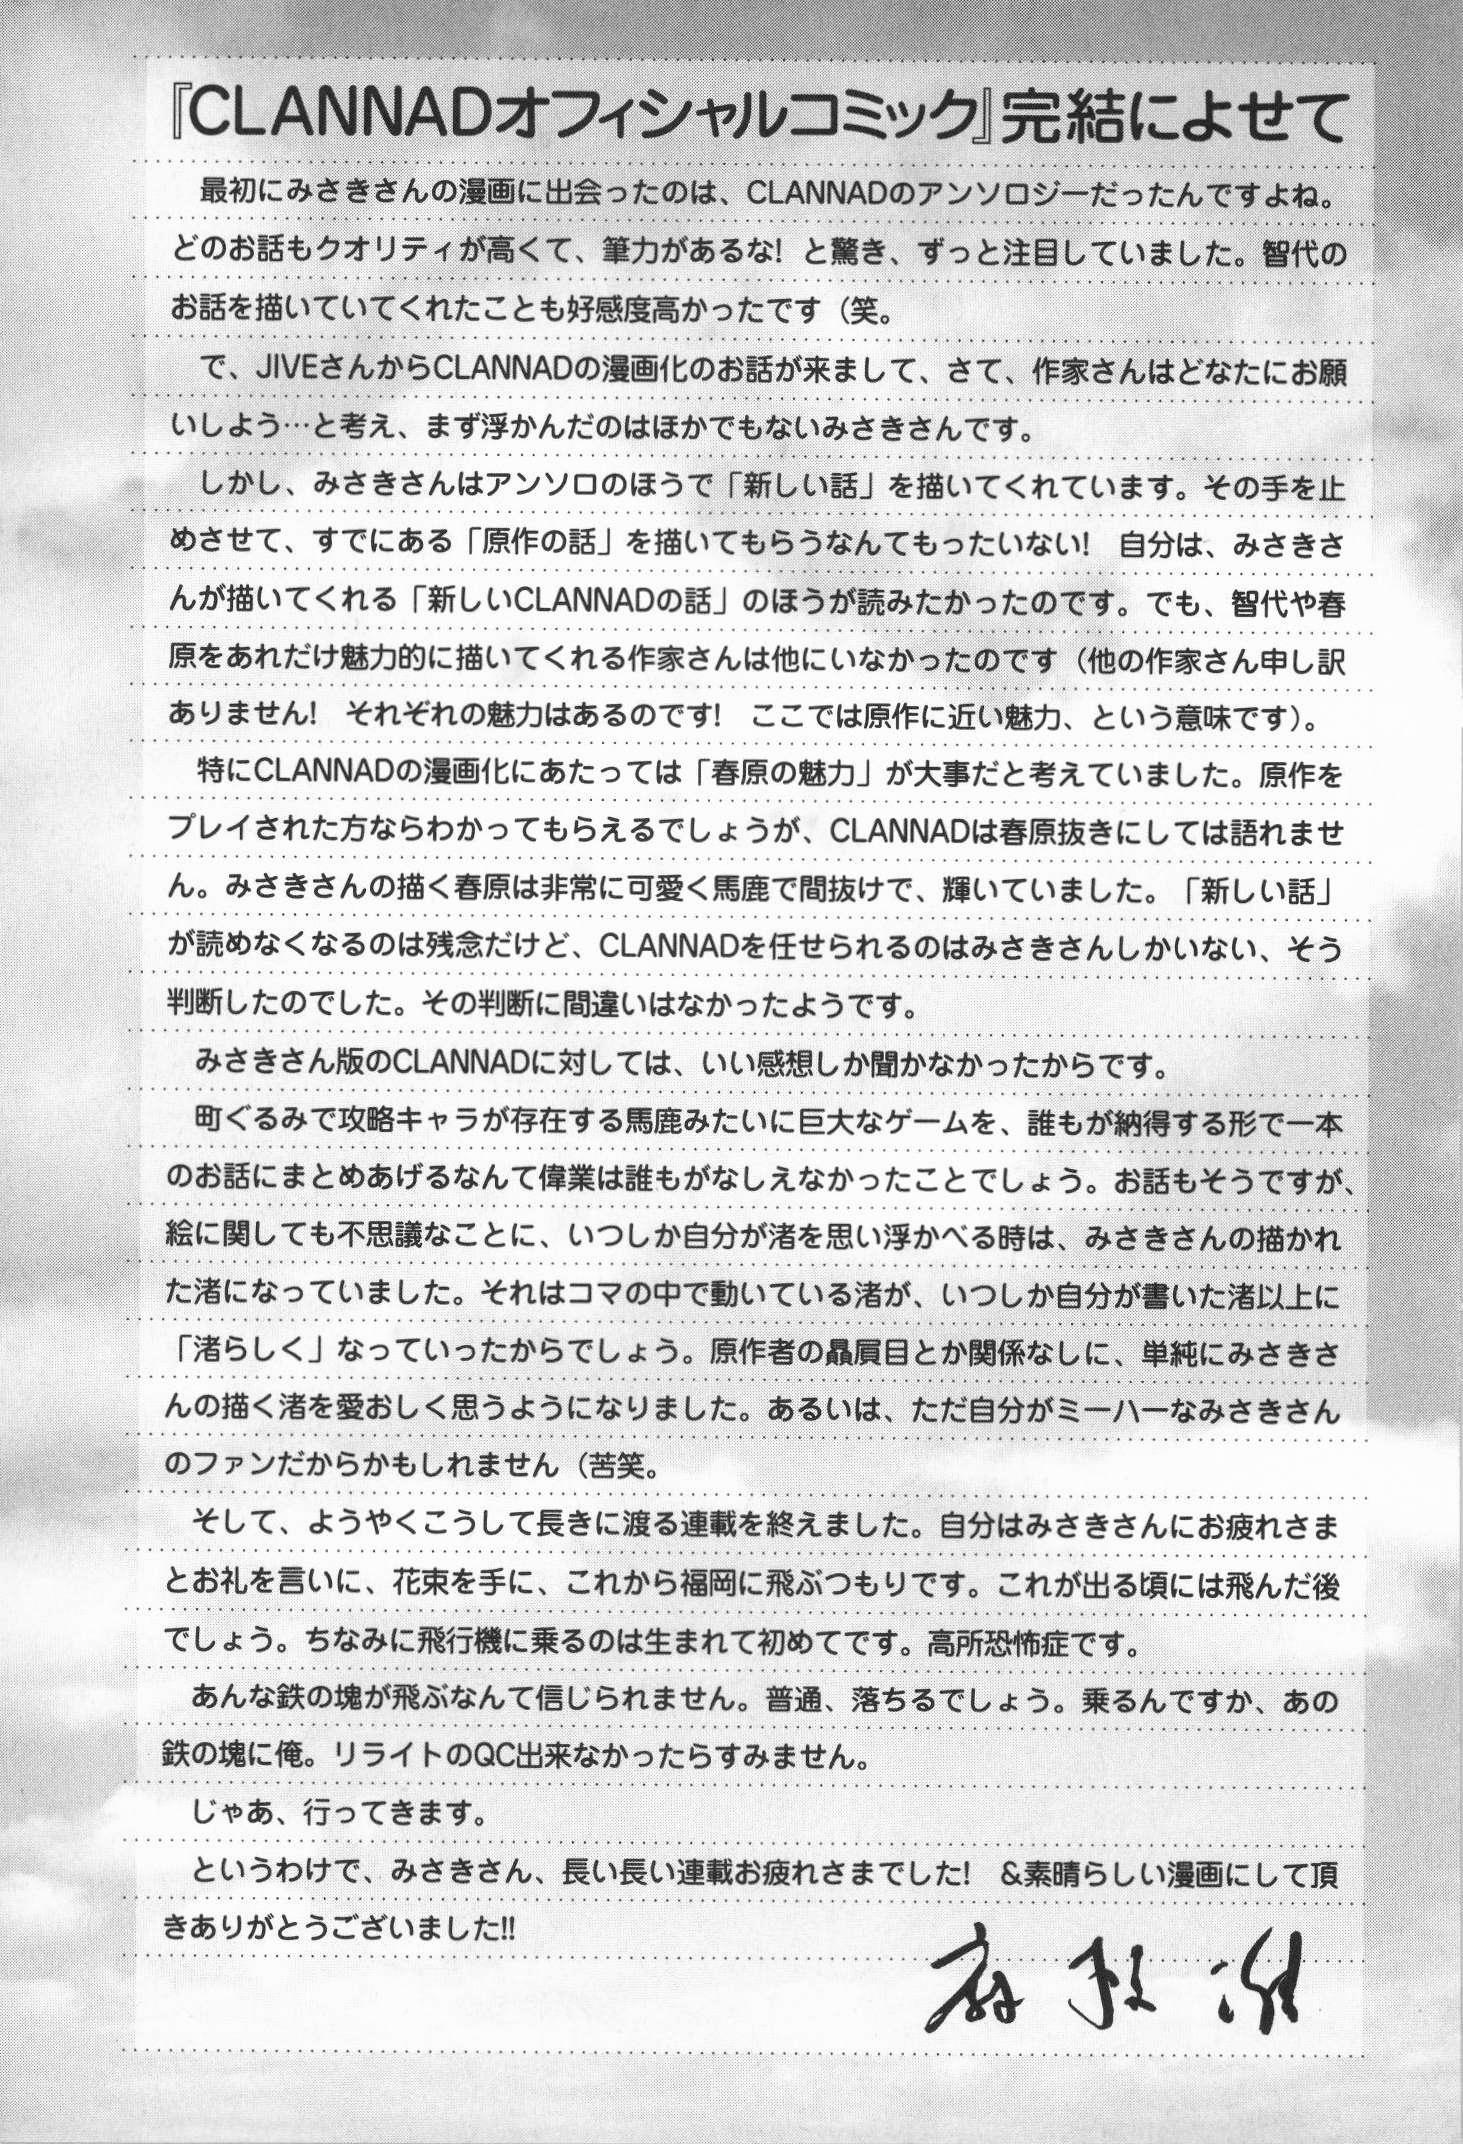 『CLANNADオフィシャルコミック』完結によせて
　最初にみさきさんの漫画に出会ったのは、CLANNADのアンソロジーだったんですよね。
どのお話もクオリティが高くて、筆力があるな! と驚き、ずっと注目していました。智代の
お話を描いていてくれたことも好感度高かったです（笑。
　で、JIVEさんからCLANNADの漫画化のお話が来まして、さて、作家さんはどなたにお願
いしよう…と考え、まず浮かんだのはほかでもないみさきさんです。
　しかし、みさきさんはアンソロのほうで「新しい話」を描いてくれています。その手を止
めさせて、すでにある「原作の話」を描いてもらうなんてもったいない!　自分は、みさきさ
んが描いてくれる「新しいCLANNADの話」のほうが読みたかったのです。でも、智代や春
原をあれだけ魅力的に描いてくれる作家さんは他にいなかったのです（他の作家さん申し訳
ありません!　それぞれの魅力はあるのです!　ここでは原作に近い魅力、という意味です）。
　特にCLANNADの漫画化にあたっては「春原の魅力」が大事だと考えていました。原作を
プレイされた方ならわかってもらえるでしょうが、CLANNADは春原抜きにしては語れませ
ん。みさきさんの描く春原は非常に可愛く馬鹿で間抜けで、輝いていました。「新しい話」
が読めなくなるのは残念だけど、CLANNADを任せられるのはみさきさんしかいない、そう
判断したのでした。その判断に間違いはなかったようです。
　みさきさん版のCLANNADに対しては、いい感想しか聞かなかったからです。
　町ぐるみで攻略キャラが存在する馬鹿みたいに巨大なゲームを、誰もが納得する形で一本
のお話にまとめあげるなんて偉業は誰もがなしえなかったことでしょう。お話もそうですが、
絵に関しても不思議なことに、いつしか自分が渚を思い浮かべる時は、みさきさんの描かれ
た渚になっていました。それはコマの中で動いている渚が、いつしか自分が書いた渚以上に
「渚らしく」なっていったからでしょう。原作者の贔屓目とか関係なしに、単純にみさきさ
んの描く渚を愛おしく思うようになりました。あるいは、ただ自分がミーハーなみさきさん
のファンだからかもしれません（苦笑。
　そして、ようやくこうして長きに渡る連載を終えました。自分はみさきさんにお疲れさま
とお礼を言いに、花束を手に、これから福岡に飛ぶつもりです。これが出る頃には飛んだ後
でしょう。ちなみに飛行機に乗るのは生まれて初めてです。高所恐怖症です。
　あんな鉄の塊が飛ぶなんて信じられません。普通、落ちるでしょう。乗るんですか、あの
鉄の塊に俺。リライトのQC出来なかったらすみません。
　じゃあ、行ってきます。
　というわけで、みさきさん、長い長い連載お疲れさまでした!　＆素晴らしい漫画にして頂
きありがとうございました!!
麻枝准